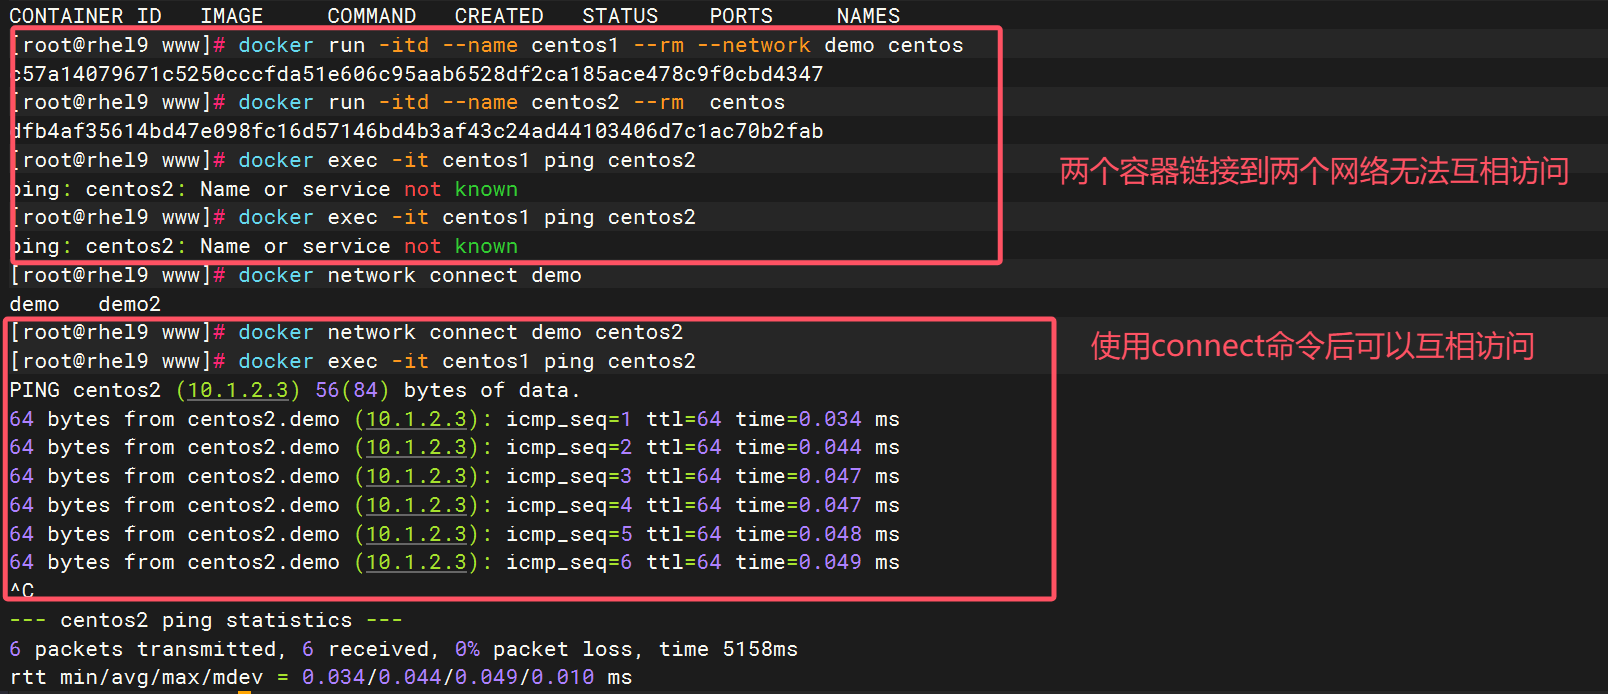 CONTAINER ID   IMAGE     COMMAND   CREATED   STATUS    PORTS     NAMES
[root@rhel9 www]# docker run -itd --name centos1 --rm --network demo centos
c57a14079671c5250cccfda51e606c95aab6528df2ca185ace478c9f0cbd4347
[root@rhel9 www]# docker run -itd --name centos2 --rm  centos
dfb4af35614bd47e098fc16d57146bd4b3af43c24ad44103406d7c1ac70b2fab
[root@rhel9 www]# docker exec -it centos1 ping centos2
两个容器链接到两个网络无法互相访问
ping: centos2: Name or service not known
[root@rhel9 www]# docker exec -it centos1 ping centos2
ping: centos2: Name or service not known
[root@rhel9 www]# docker network connect demo
demo   demo2
[root@rhel9 www]# docker network connect demo centos2
使用connect命令后可以互相访问
[root@rhel9 www]# docker exec -it centos1 ping centos2
PING centos2 (10.1.2.3) 56(84) bytes of data.
64 bytes from centos2.demo (10.1.2.3): icmp_seq=1 ttl=64 time=0.034 ms
64 bytes from centos2.demo (10.1.2.3): icmp_seq=2 ttl=64 time=0.044 ms
64 bytes from centos2.demo (10.1.2.3): icmp_seq=3 ttl=64 time=0.047 ms
64 bytes from centos2.demo (10.1.2.3): icmp_seq=4 ttl=64 time=0.047 ms
64 bytes from centos2.demo (10.1.2.3): icmp_seq=5 ttl=64 time=0.048 ms
64 bytes from centos2.demo (10.1.2.3): icmp_seq=6 ttl=64 time=0.049 ms
^C
--- centos2 ping statistics ---
6 packets transmitted, 6 received, 0% packet loss, time 5158ms
rtt min/avg/max/mdev = 0.034/0.044/0.049/0.010 ms